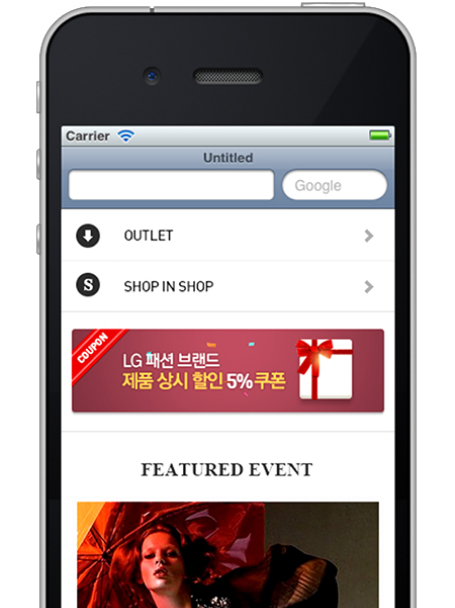 Carrier
Untitled
Google
OUTLET
S
SHOP IN SHOP
COUPON
LG 패션 브랜드
제품 상시 할인 5% 쿠폰
FEATURED EVENT